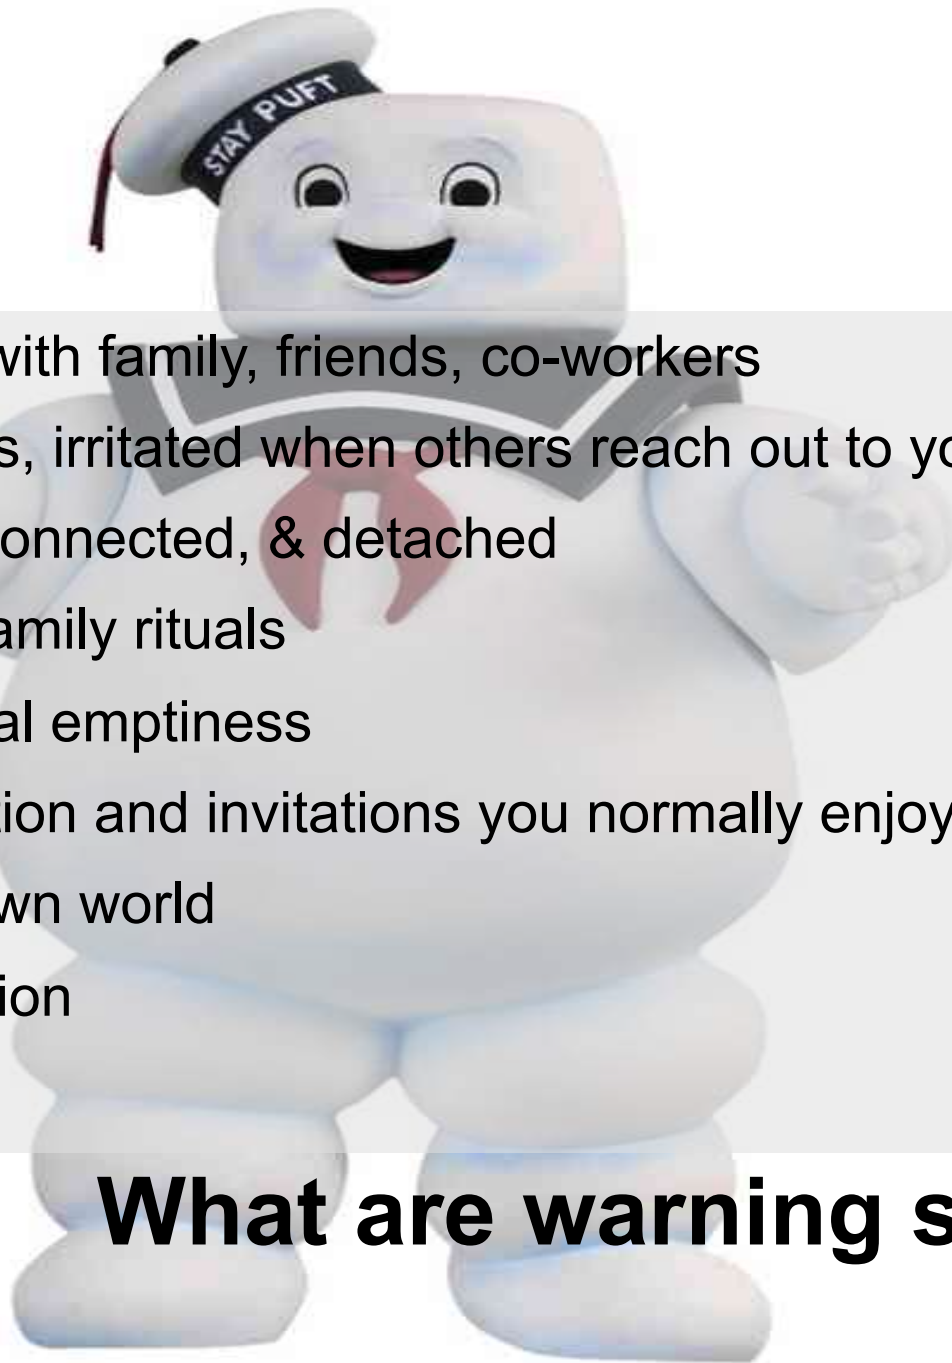 STAY PUFT
with family, friends, co-workers
s, irritated when others reach out to yo
onnected, & detached
amily rituals
al emptiness
tion and invitations you normally enjoy
wn world
ion
What are warning s